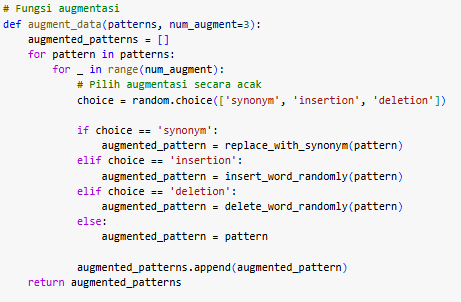 # Fungsi augmentasi
def augment_data(patterns, num_augment=3):
    augmented_patterns = []
    for pattern in patterns:
        for _ in range(num_augment):
            # Pilih augmentasi secara acak
            choice = random.choice(['synonym', 'insertion', 'deletion'])

            if choice == 'synonym':
                augmented_pattern = replace_with_synonym(pattern)
            elif choice == 'insertion':
                augmented_pattern = insert_word_randomly(pattern)
            elif choice == 'deletion':
                augmented_pattern = delete_word_randomly(pattern)
            else:
                augmented_pattern = pattern

            augmented_patterns.append(augmented_pattern)
    return augmented_patterns